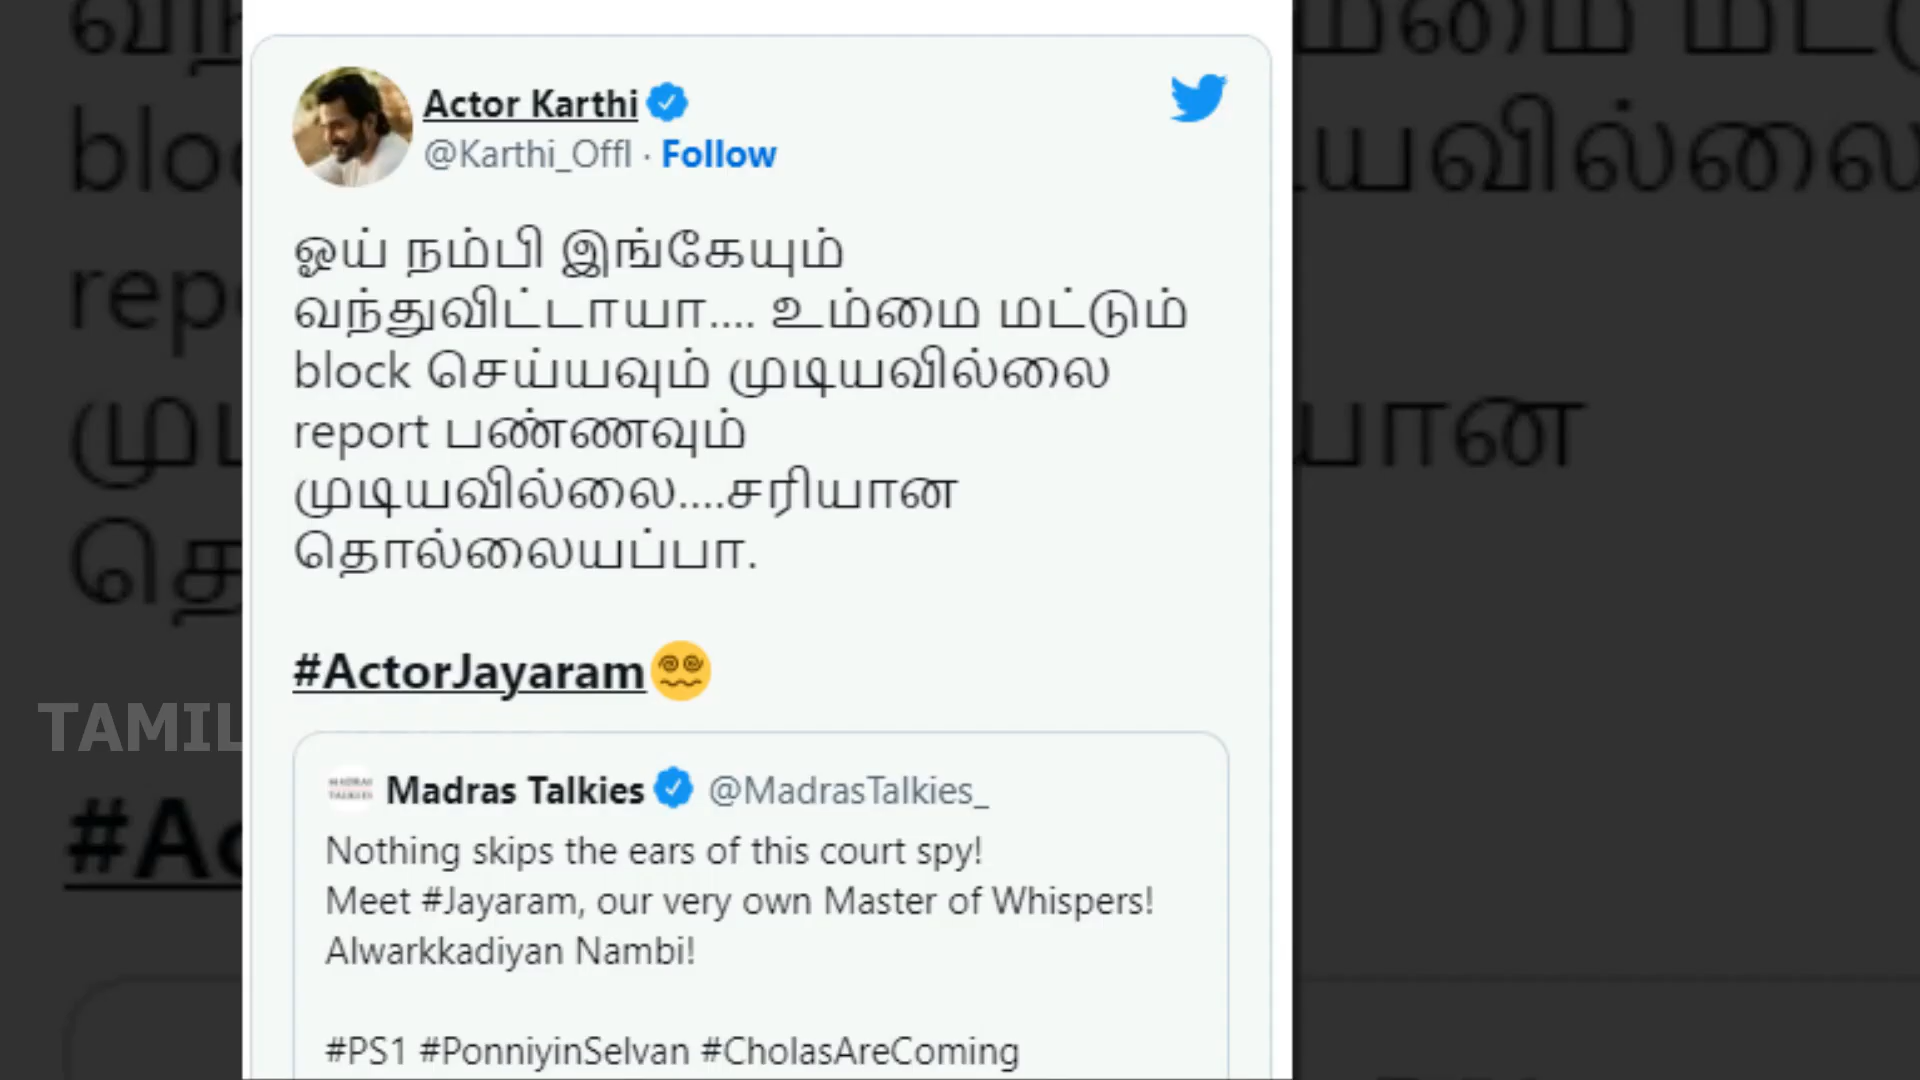 Actor Karthi
@Karthi_Offl · Follow
ஓய் நம்பி இங்கேயும்
வந்துவிட்டாயா.... உம்மை மட்டும்
block செய்யவும் முடியவில்லை
report பண்ணவும்
முடியவில்லை....சரியான
தொல்லையப்பா.
#ActorJayaram😵‍💫
MADRAS TALKIES
Madras Talkies @MadrasTalkies_
Nothing skips the ears of this court spy!
Meet #Jayaram, our very own Master of Whispers!
Alwarkkadiyan Nambi!
#PS1 #PonniyinSelvan #CholasAreComing
TAMIL